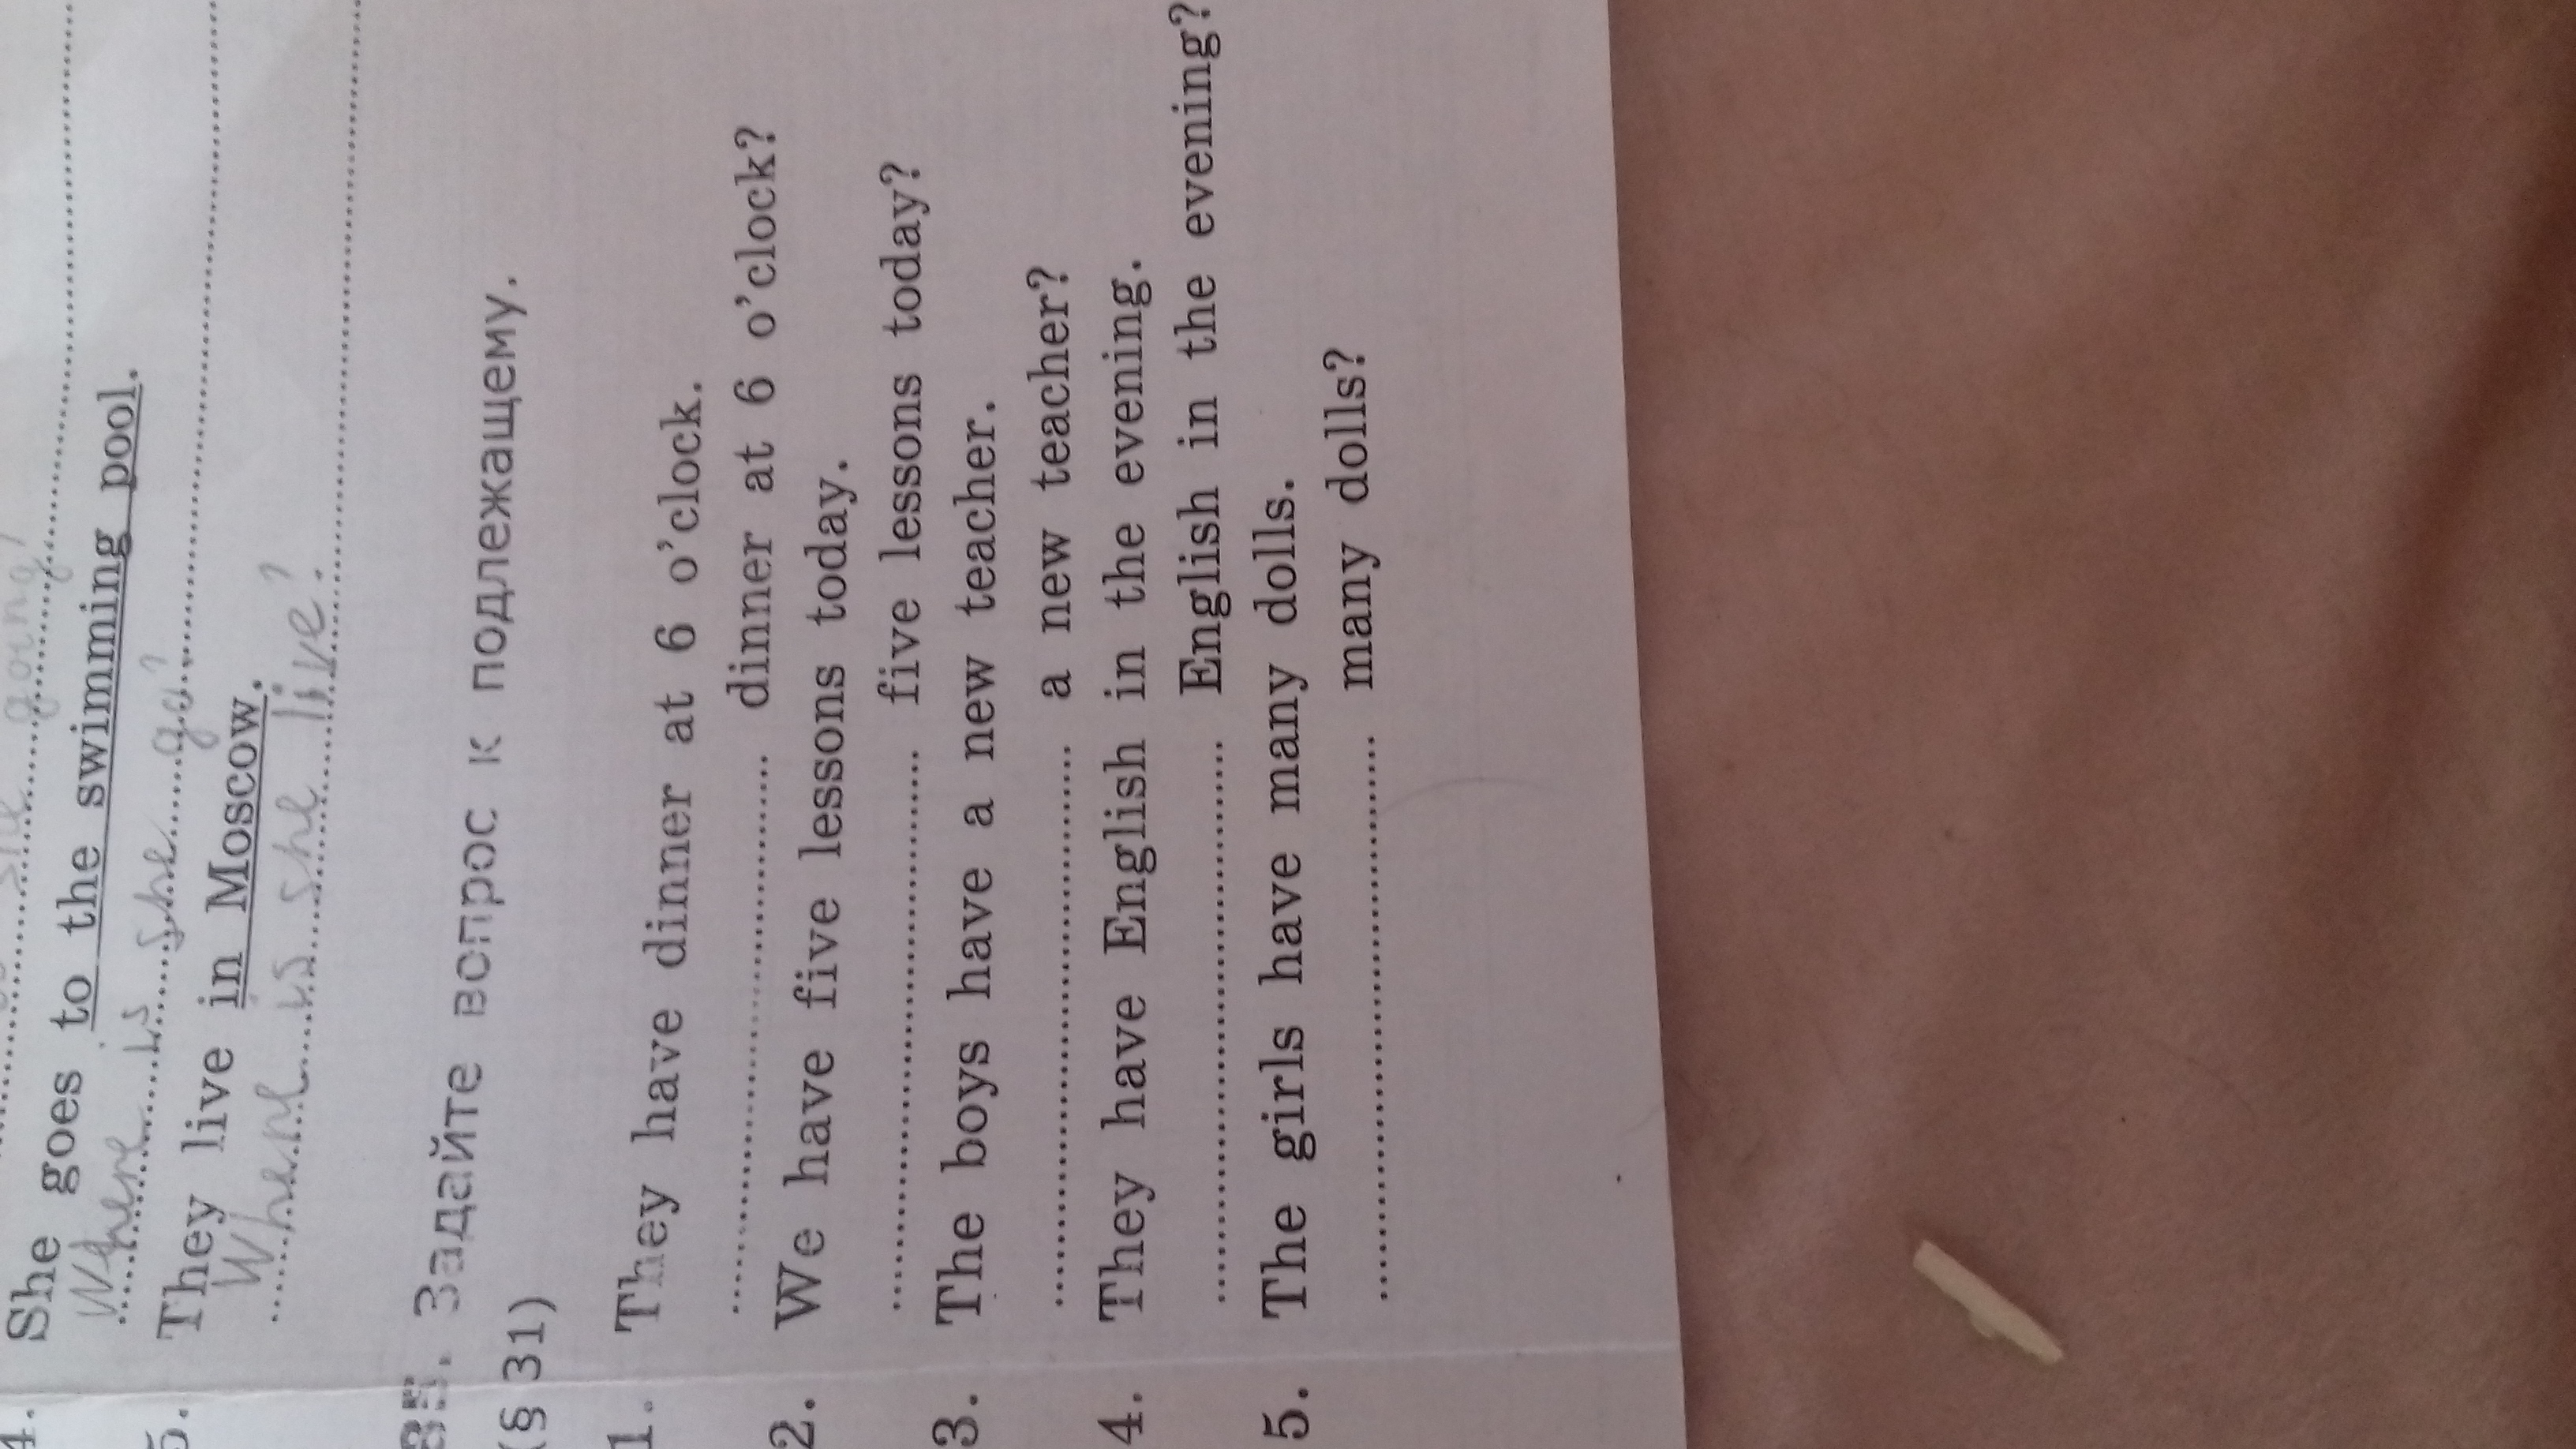 going?
4. She goes to the swimming pool.
Where is she go?
5. They live in Moscow.
Where is she live?
85. Задайте вопрос к подлежащему.
(§ 31)
1. They have dinner at 6 o'clock.
.................... dinner at 6 o'clock?
2. We have five lessons today.
.................... five lessons today?
3. The boys have a new teacher.
.................... a new teacher?
4. They have English in the evening.
.................... English in the evening?
5. The girls have many dolls.
.................... many dolls?